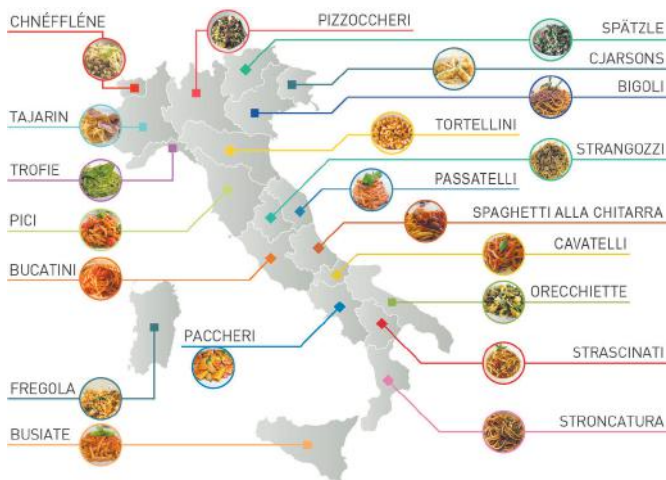 CHNÉFFLÉNE
PIZZOCCHERI
SPÄTZLE
CJARSONS
BIGOLI
TAJARIN
TORTELLINI
STRANGOZZI
TROFIE
PASSATELLI
PICI
SPAGHETTI ALLA CHITARRA
CAVATELLI
BUCATINI
ORECCHIETTE
PACCHERI
STRASCINATI
FREGOLA
STRONCATURA
BUSIATE